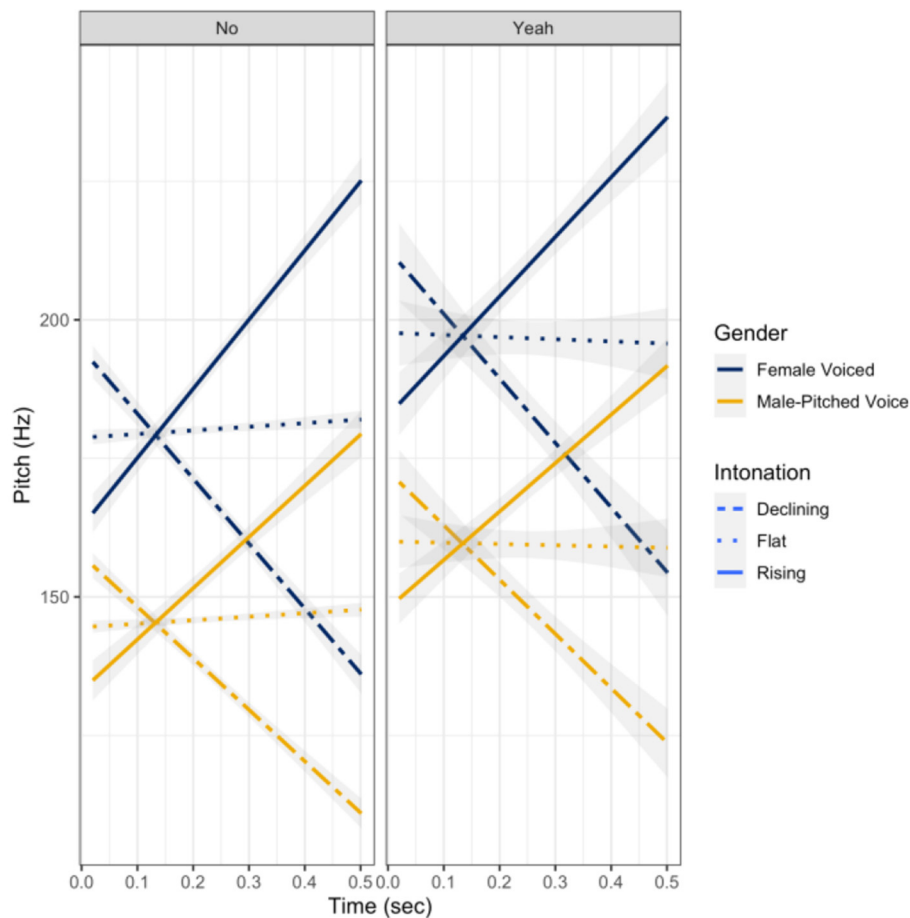 No
Yeah
200
150
Pitch (Hz)
0.0 0.1 0.2 0.3 0.4 0.5
0.0 0.1 0.2 0.3 0.4 0.5
Time (sec)
Gender
Female Voiced
Male-Pitched Voice
Intonation
Declining
Flat
Rising